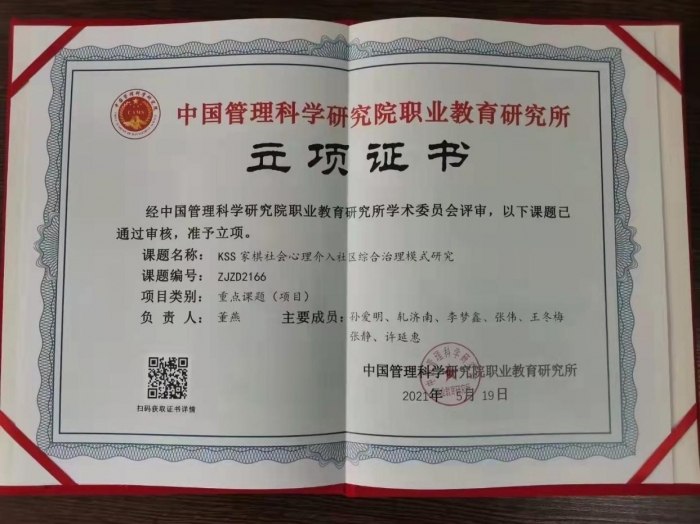 中国管理科学研究院职业教育研究所
立项证书
经中国管理科学研究院职业教育研究所学术委员会评审，以下课题已
通过审核，准予立项。
课题名称： KSS 家棋社会心理介入社区综合治理模式研究
课题编号： ZJZD2166
项目类别： 重点课题（项目）
负 责 人： 董燕 主要成员： 孙爱明、轧济南、李梦鑫、张伟、王冬梅
张静、许延惠
中国管理科学研究院职业教育研究所
2021年 5月 19日
扫码获取证书详情